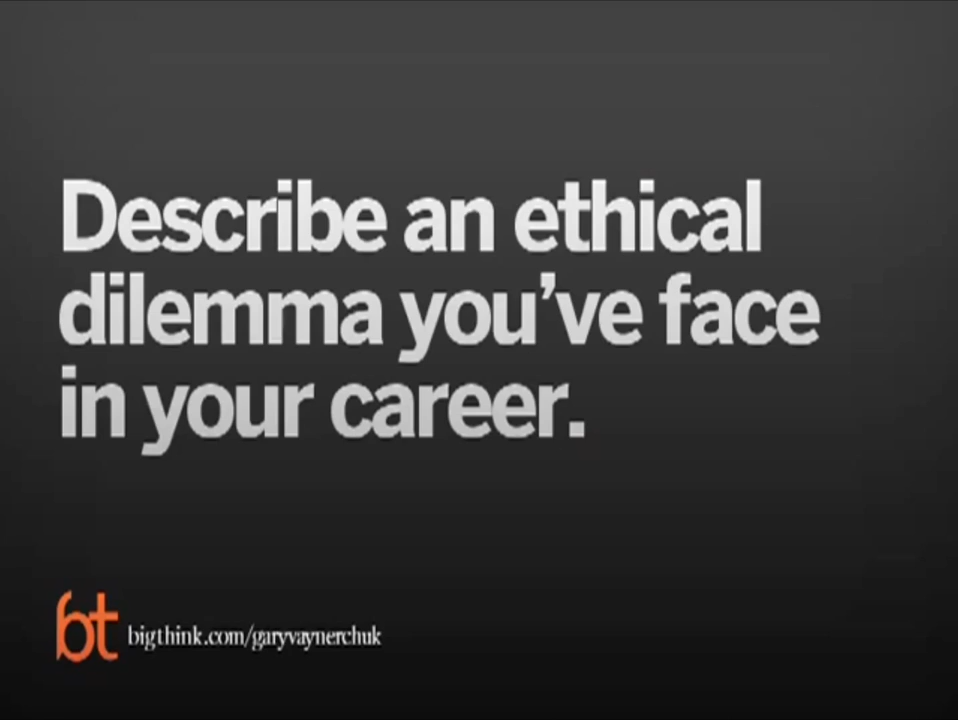 Describe an ethical
dilemma you've face
in your career.
bt bigthink.com/garyvaynerchuk